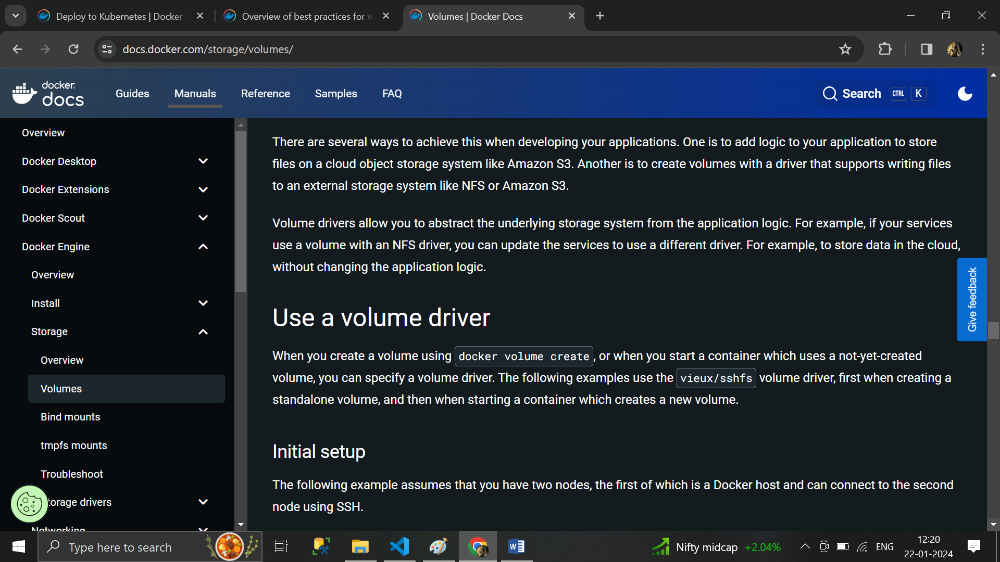 Deploy to Kubernetes | Docker
Overview of best practices for w
Volumes | Docker Docs
docs.docker.com/storage/volumes/
docker
docs
Guides
Manuals
Reference
Samples
FAQ
Search CTRL K
Overview
Docker Desktop
Docker Extensions
Docker Scout
Docker Engine
Overview
Install
Storage
Overview
Volumes
Bind mounts
tmpfs mounts
Troubleshoot
torage drivers
Networking
There are several ways to achieve this when developing your applications. One is to add logic to your application to store
files on a cloud object storage system like Amazon S3. Another is to create volumes with a driver that supports writing files
to an external storage system like NFS or Amazon S3.
Volume drivers allow you to abstract the underlying storage system from the application logic. For example, if your services
use a volume with an NFS driver, you can update the services to use a different driver. For example, to store data in the cloud,
without changing the application logic.
Use a volume driver
When you create a volume using docker volume create, or when you start a container which uses a not-yet-created
volume, you can specify a volume driver. The following examples use the vieux/sshfs volume driver, first when creating a
standalone volume, and then when starting a container which creates a new volume.
Initial setup
The following example assumes that you have two nodes, the first of which is a Docker host and can connect to the second
node using SSH.
Give feedback
Type here to search
Nifty midcap +2.04%
ENG
12:20
22-01-2024